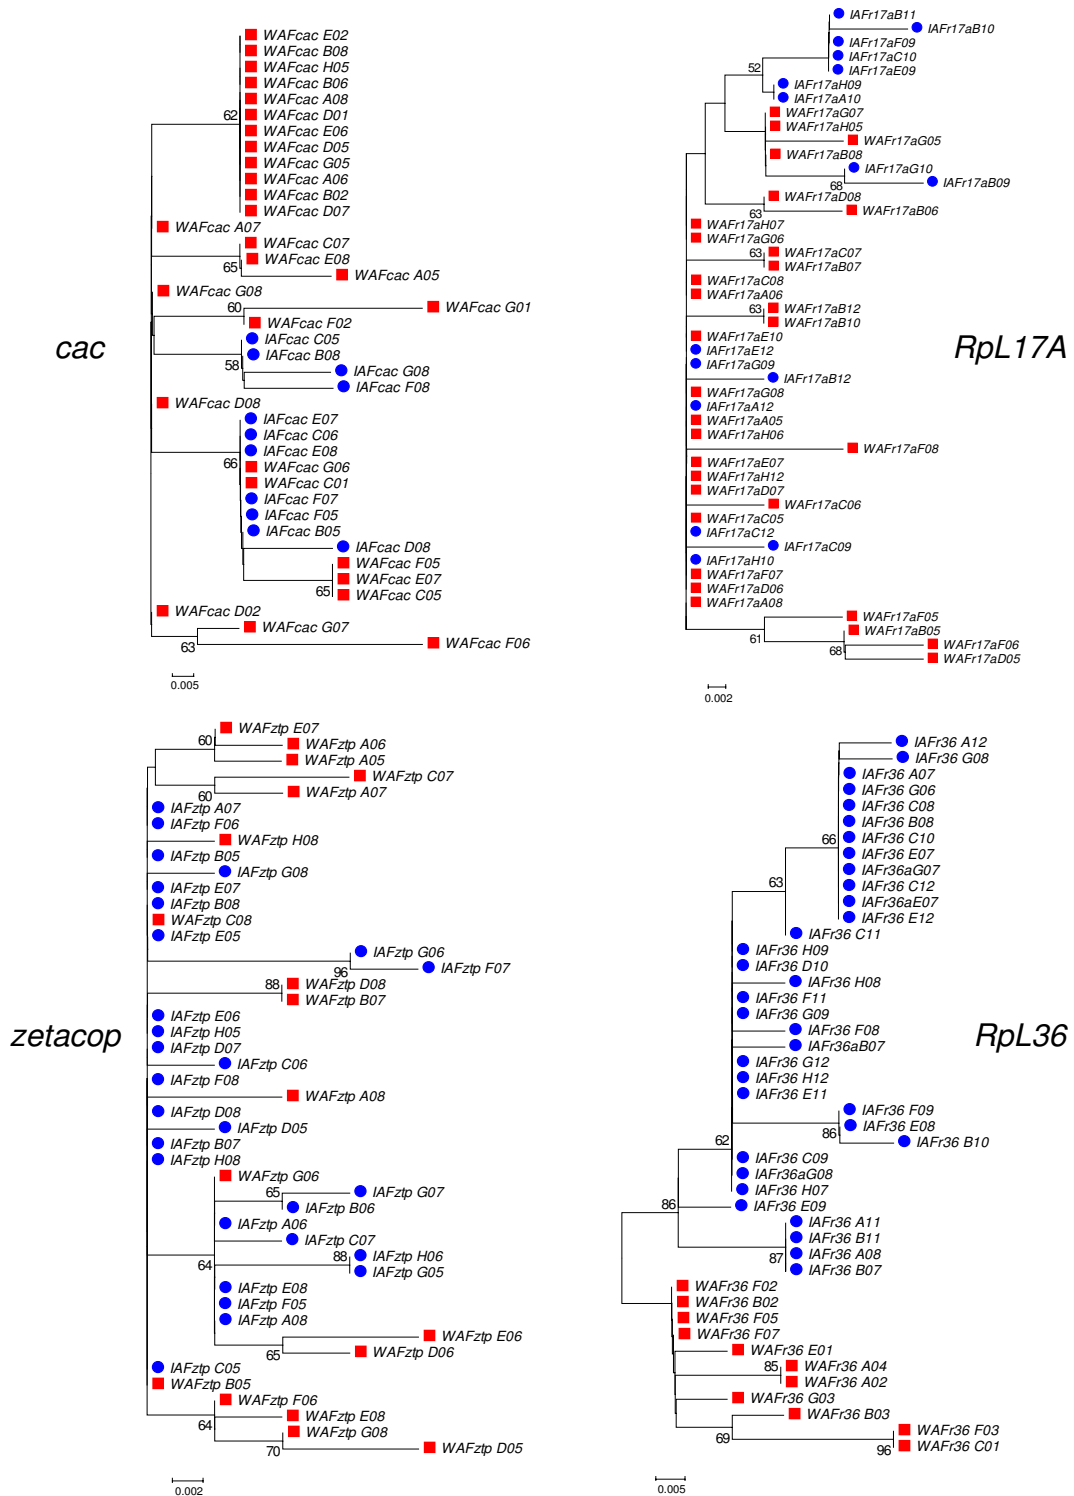 WAFcac E02
WAFcac B08
WAFcac H05
WAFcac B06
WAFcac A08
62
WAFcac D01
WAFcac E06
WAFcac D05
WAFcac G05
WAFcac A06
WAFcac B02
WAFcac D07
WAFcac A07
WAFcac C07
WAFcac E08
65
WAFcac A05
WAFcac G08
60
WAFcac G01
WAFcac F02
IAFcac C05
cac
IAFcac B08
58
IAFcac G08
IAFcac F08
WAFcac D08
IAFcac E07
IAFcac C06
IAFcac E08
66
WAFcac G06
WAFcac C01
IAFcac F07
IAFcac F05
IAFcac B05
IAFcac D08
WAFcac F05
WAFcac E07
65
WAFcac C05
WAFcac D02
WAFcac G07
63
WAFcac F06
0.005
IAFr17aB11
IAFr17aB10
IAFr17aF09
IAFr17aC10
52
IAFr17aE09
IAFr17aH09
IAFr17aA10
WAFr17aG07
WAFr17aH05
WAFr17aG05
WAFr17aB08
IAFr17aG10
68
IAFr17aB09
WAFr17aD08
63
WAFr17aB06
WAFr17aH07
WAFr17aG06
63
WAFr17aC07
WAFr17aB07
WAFr17aC08
WAFr17aA06
63
WAFr17aB12
WAFr17aB10
WAFr17aE10
RpL17A
IAFr17aE12
IAFr17aG09
IAFr17aB12
WAFr17aG08
IAFr17aA12
WAFr17aA05
WAFr17aH06
WAFr17aF08
WAFr17aE07
WAFr17aH12
WAFr17aD07
WAFr17aC06
WAFr17aC05
IAFr17aC12
IAFr17aC09
IAFr17aH10
WAFr17aF07
WAFr17aD06
WAFr17aA08
WAFr17aF05
WAFr17aB05
61
WAFr17aF06
68
WAFr17aD05
0.002
WAFztp E07
60
WAFztp A06
WAFztp A05
WAFztp C07
60
WAFztp A07
IAFztp A07
IAFztp F06
WAFztp H08
IAFztp B05
IAFztp G08
IAFztp E07
IAFztp B08
WAFztp C08
IAFztp E05
IAFztp G06
96
IAFztp F07
88
WAFztp D08
WAFztp B07
IAFztp E06
IAFztp H05
zetacop
IAFztp D07
IAFztp C06
IAFztp F08
WAFztp A08
IAFztp D08
IAFztp D05
IAFztp B07
IAFztp H08
WAFztp G06
65
IAFztp G07
IAFztp B06
IAFztp A06
IAFztp C07
88
IAFztp H06
64
IAFztp G05
IAFztp E08
IAFztp F05
IAFztp A08
WAFztp E06
65
WAFztp D06
IAFztp C05
WAFztp B05
WAFztp F06
WAFztp E08
64
WAFztp G08
70
WAFztp D05
0.002
IAFr36 A12
IAFr36 G08
IAFr36 A07
IAFr36 G06
IAFr36 C08
IAFr36 B08
66
IAFr36 C10
IAFr36 E07
IAFr36aG07
63
IAFr36 C12
IAFr36aE07
IAFr36 E12
IAFr36 C11
IAFr36 H09
IAFr36 D10
IAFr36 H08
IAFr36 F11
IAFr36 G09
IAFr36 F08
RpL36
IAFr36aB07
IAFr36 G12
IAFr36 H12
IAFr36 E11
IAFr36 F09
IAFr36 E08
86
IAFr36 B10
62
IAFr36 C09
IAFr36aG08
IAFr36 H07
86
IAFr36 E09
IAFr36 A11
IAFr36 B11
87
IAFr36 A08
IAFr36 B07
WAFr36 F02
WAFr36 B02
WAFr36 F05
WAFr36 F07
WAFr36 E01
85
WAFr36 A04
WAFr36 A02
WAFr36 G03
WAFr36 B03
69
WAFr36 F03
96
WAFr36 C01
0.005